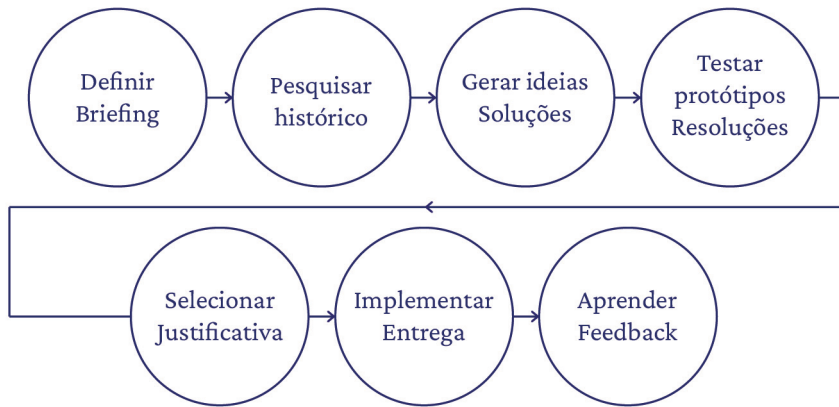 Definir
Briefing
Pesquisar
histórico
Gerar ideias
Soluções
Testar
protótipos
Resoluções
Selecionar
Justificativa
Implementar
Entrega
Aprender
Feedback